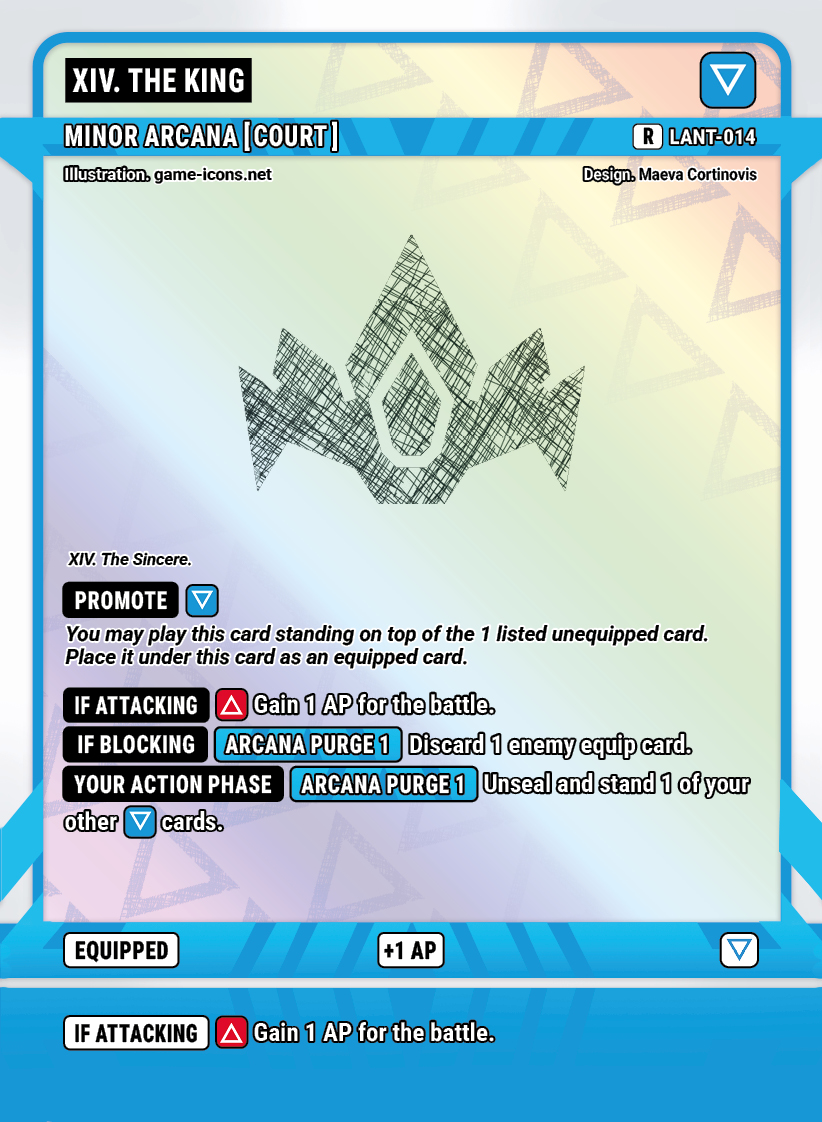 XIV. THE KING
MINOR ARCANA [COURT]
R LANT-014
Illustration. game-icons.net
Design. Maeva Cortinovis
XIV. The Sincere.
PROMOTE
You may play this card standing on top of the 1 listed unequipped card.
Place it under this card as an equipped card.
IF ATTACKING Gain 1 AP for the battle.
IF BLOCKING ARCANA PURGE 1 Discard 1 enemy equip card.
YOUR ACTION PHASE ARCANA PURGE 1 Unseal and stand 1 of your
other cards.
EQUIPPED
+1 AP
IF ATTACKING Gain 1 AP for the battle.